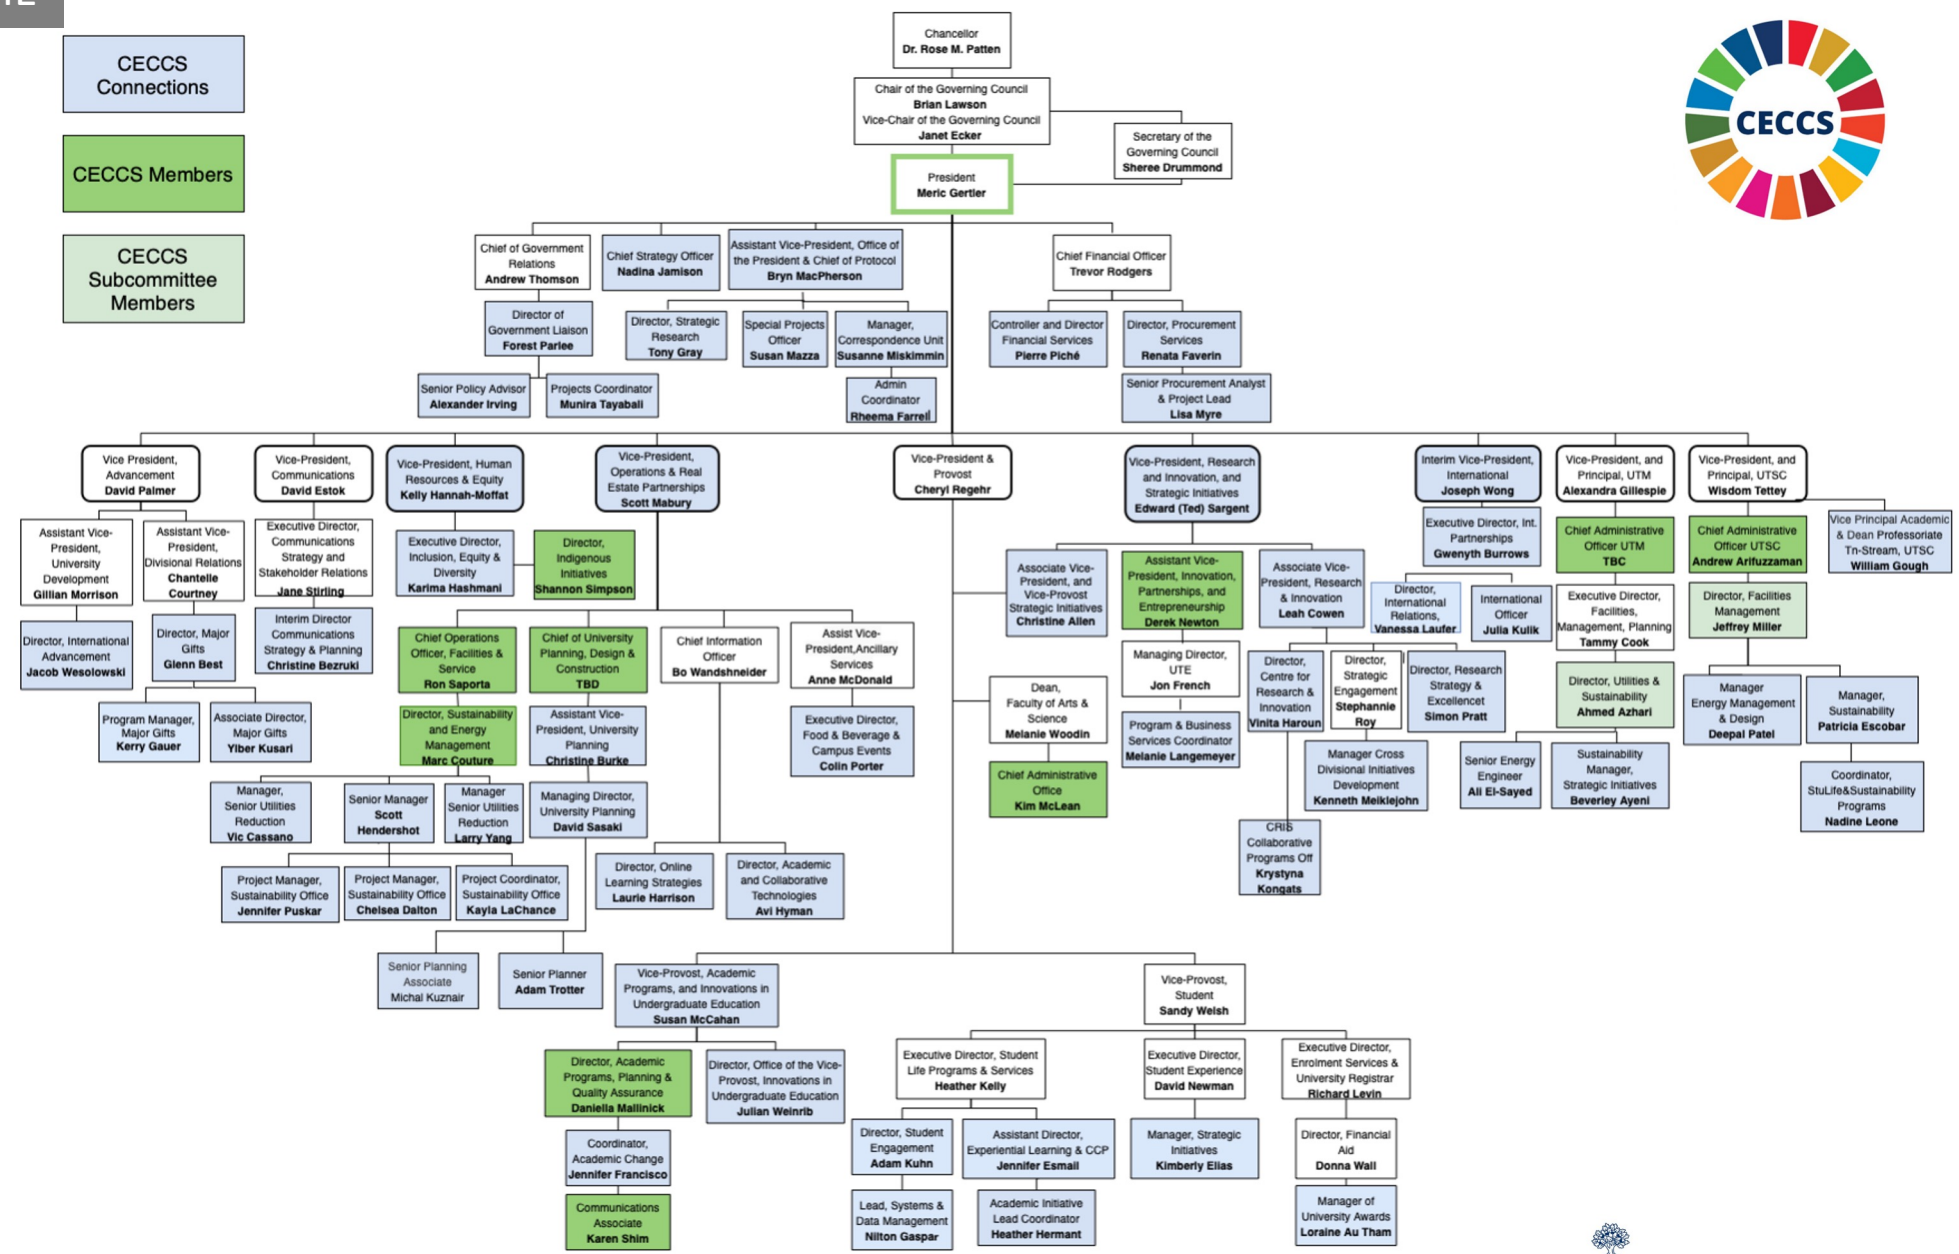 CECCS
Connections
CECCS Members
CECCS
Subcommittee
Members
CECCS
Chancellor
Dr. Rose M. Patten
Chair of the Governing Council
Brian Lawson
Vice-Chair of the Governing Council
Janet Ecker
Secretary of the
Governing Council
Sheree Drummond
President
Meric Gertler
Chief of Government
Relations
Andrew Thomson
Chief Strategy Officer
Nadina Jamison
Assistant Vice-President, Office of
the President & Chief of Protocol
Bryn MacPherson
Chief Financial Officer
Trevor Rodgers
Director of
Government Liaison
Forest Parlee
Director, Strategic
Research
Tony Gray
Special Projects
Officer
Susan Mazza
Manager,
Correspondence Unit
Susanne Miskimmin
Controller and Director
Financial Services
Pierre Piché
Director, Procurement
Services
Renata Faverin
Senior Policy Advisor
Alexander Irving
Projects Coordinator
Munira Tayabali
Admin
Coordinator
Rheema Farrell
Senior Procurement Analyst
& Project Lead
Lisa Myre
Vice President,
Advancement
David Palmer
Vice-President,
Communications
David Estok
Vice-President, Human
Resources & Equity
Kelly Hannah-Moffat
Vice-President,
Operations & Real
Estate Partnerships
Scott Mabury
Vice-President &
Provost
Cheryl Regehr
Vice-President, Research
and Innovation, and
Strategic Initiatives
Edward (Ted) Sargent
Interim Vice-President,
International
Joseph Wong
Vice-President, and
Principal, UTM
Alexandra Gillespie
Vice-President, and
Principal, UTSC
Wisdom Tettey
Assistant Vice-
President,
University
Development
Gillian Morrison
Assistant Vice-
President,
Divisional Relations
Chantelle
Courtney
Executive Director,
Communications
Strategy and
Stakeholder Relations
Jane Stirling
Executive Director,
Inclusion, Equity &
Diversity
Karima Hashmani
Director,
Indigenous
Initiatives
Shannon Simpson
Associate Vice-
President, and
Vice-Provost
Strategic Initiatives
Christine Allen
Assistant Vice-
President, Innovation,
Partnerships, and
Entrepreneurship
Derek Newton
Associate Vice-
President, Research
& Innovation
Leah Cowen
Executive Director, Int.
Partnerships
Gwenyth Burrows
Chief Administrative
Officer UTM
TBC
Chief Administrative
Officer UTSC
Andrew Arifuzzaman
Vice Principal Academic
& Dean Professoriate
Tn-Stream, UTSC
William Gough
Director,
International
Relations,
Vanessa Laufer
International
Officer
Julia Kulik
Executive Director,
Facilities,
Management, Planning
Tammy Cook
Director, Facilities
Management
Jeffrey Miller
Director, International
Advancement
Jacob Wesolowski
Director, Major
Gifts
Glenn Best
Interim Director
Communications
Strategy & Planning
Christine Bezruki
Chief Operations
Officer, Facilities &
Service
Ron Saporta
Chief of University
Planning, Design &
Construction
TBD
Chief Information
Officer
Bo Wandshneider
Assist Vice-
President,Ancillary
Services
Anne McDonald
Dean,
Faculty of Arts &
Science
Melanie Woodin
Managing Director,
UTE
Jon French
Director,
Centre for
Research &
Innovation
Vinita Haroun
Director,
Strategic
Engagement
Stephannie
Roy
Director, Research
Strategy &
Excellencet
Simon Pratt
Director, Utilities &
Sustainability
Ahmed Azhari
Manager
Energy Management
& Design
Deepal Patel
Manager,
Sustainability
Patricia Escobar
Program Manager,
Major Gifts
Kerry Gauer
Associate Director,
Major Gifts
Yiber Kusari
Director, Sustainability
and Energy
Management
Marc Couture
Assistant Vice-
President, University
Planning
Christine Burke
Executive Director,
Food & Beverage &
Campus Events
Colin Porter
Chief Administrative
Office
Kim McLean
Program & Business
Services Coordinator
Melanie Langemeyer
Manager Cross
Divisional Initiatives
Development
Kenneth Meiklejohn
Senior Energy
Engineer
Ali El-Sayed
Sustainability
Manager,
Strategic Initiatives
Beverley Ayeni
Coordinator,
StuLife&Sustainability
Programs
Nadine Leone
Manager,
Senior Utilities
Reduction
Vic Cassano
Senior Manager
Scott
Hendershot
Manager
Senior Utilities
Reduction
Larry Yang
Managing Director,
University Planning
David Sasaki
CRIS
Collaborative
Programs Off
Krystyna
Kongats
Project Manager,
Sustainability Office
Jennifer Puskar
Project Manager,
Sustainability Office
Chelsea Dalton
Project Coordinator,
Sustainability Office
Kayla LaChance
Director, Online
Learning Strategies
Laurie Harrison
Director, Academic
and Collaborative
Technologies
Avi Hyman
Senior Planning
Associate
Michal Kuznair
Senior Planner
Adam Trotter
Vice-Provost, Academic
Programs, and Innovations in
Undergraduate Education
Susan McCahan
Vice-Provost,
Student
Sandy Welsh
Director, Academic
Programs, Planning &
Quality Assurance
Daniella Mallinick
Director, Office of the Vice-
Provost, Innovations in
Undergraduate Education
Julian Weinrib
Executive Director, Student
Life Programs & Services
Heather Kelly
Executive Director,
Student Experience
David Newman
Executive Director,
Enrolment Services &
University Registrar
Richard Levin
Coordinator,
Academic Change
Jennifer Francisco
Director, Student
Engagement
Adam Kuhn
Assistant Director,
Experiential Learning & CCP
Jennifer Esmail
Manager, Strategic
Initiatives
Kimberly Elias
Director, Financial
Aid
Donna Wall
Communications
Associate
Karen Shim
Lead, Systems &
Data Management
Nilton Gaspar
Academic Initiative
Lead Coordinator
Heather Hermant
Manager of
University Awards
Loraine Au Tham